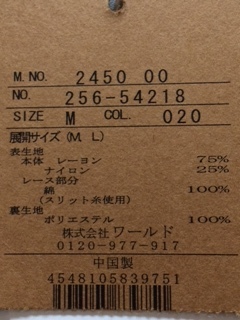 M. NO. 2450 00
NO. 256-54218
SIZE M COL. 020
展開サイズ (M, L)
表生地
本体 レーヨン 75%
ナイロン 25%
レース部分
綿 100%
(スリット糸使用)
裏生地
ポリエステル 100%
株式会社 ワールド
0120-977-917
中国製
4548105839751